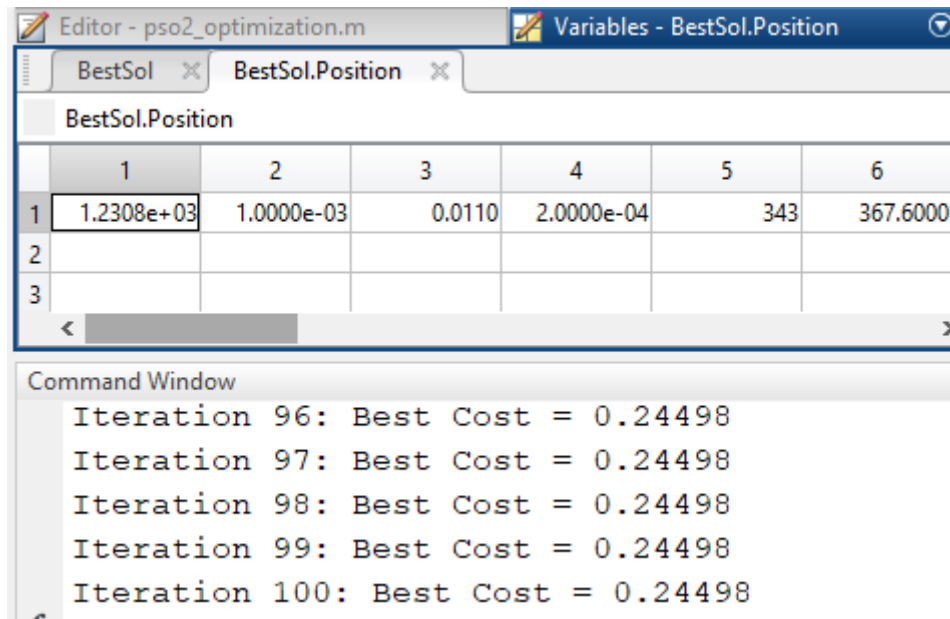 Editor - pso2_optimization.m Variables - BestSol.Position
BestSol BestSol.Position
BestSol.Position
1 2 3 4 5 6
1 1.2308e+03 1.0000e-03 0.0110 2.0000e-04 343 367.6000
2
3
Command Window
Iteration 96: Best Cost = 0.24498
Iteration 97: Best Cost = 0.24498
Iteration 98: Best Cost = 0.24498
Iteration 99: Best Cost = 0.24498
Iteration 100: Best Cost = 0.24498